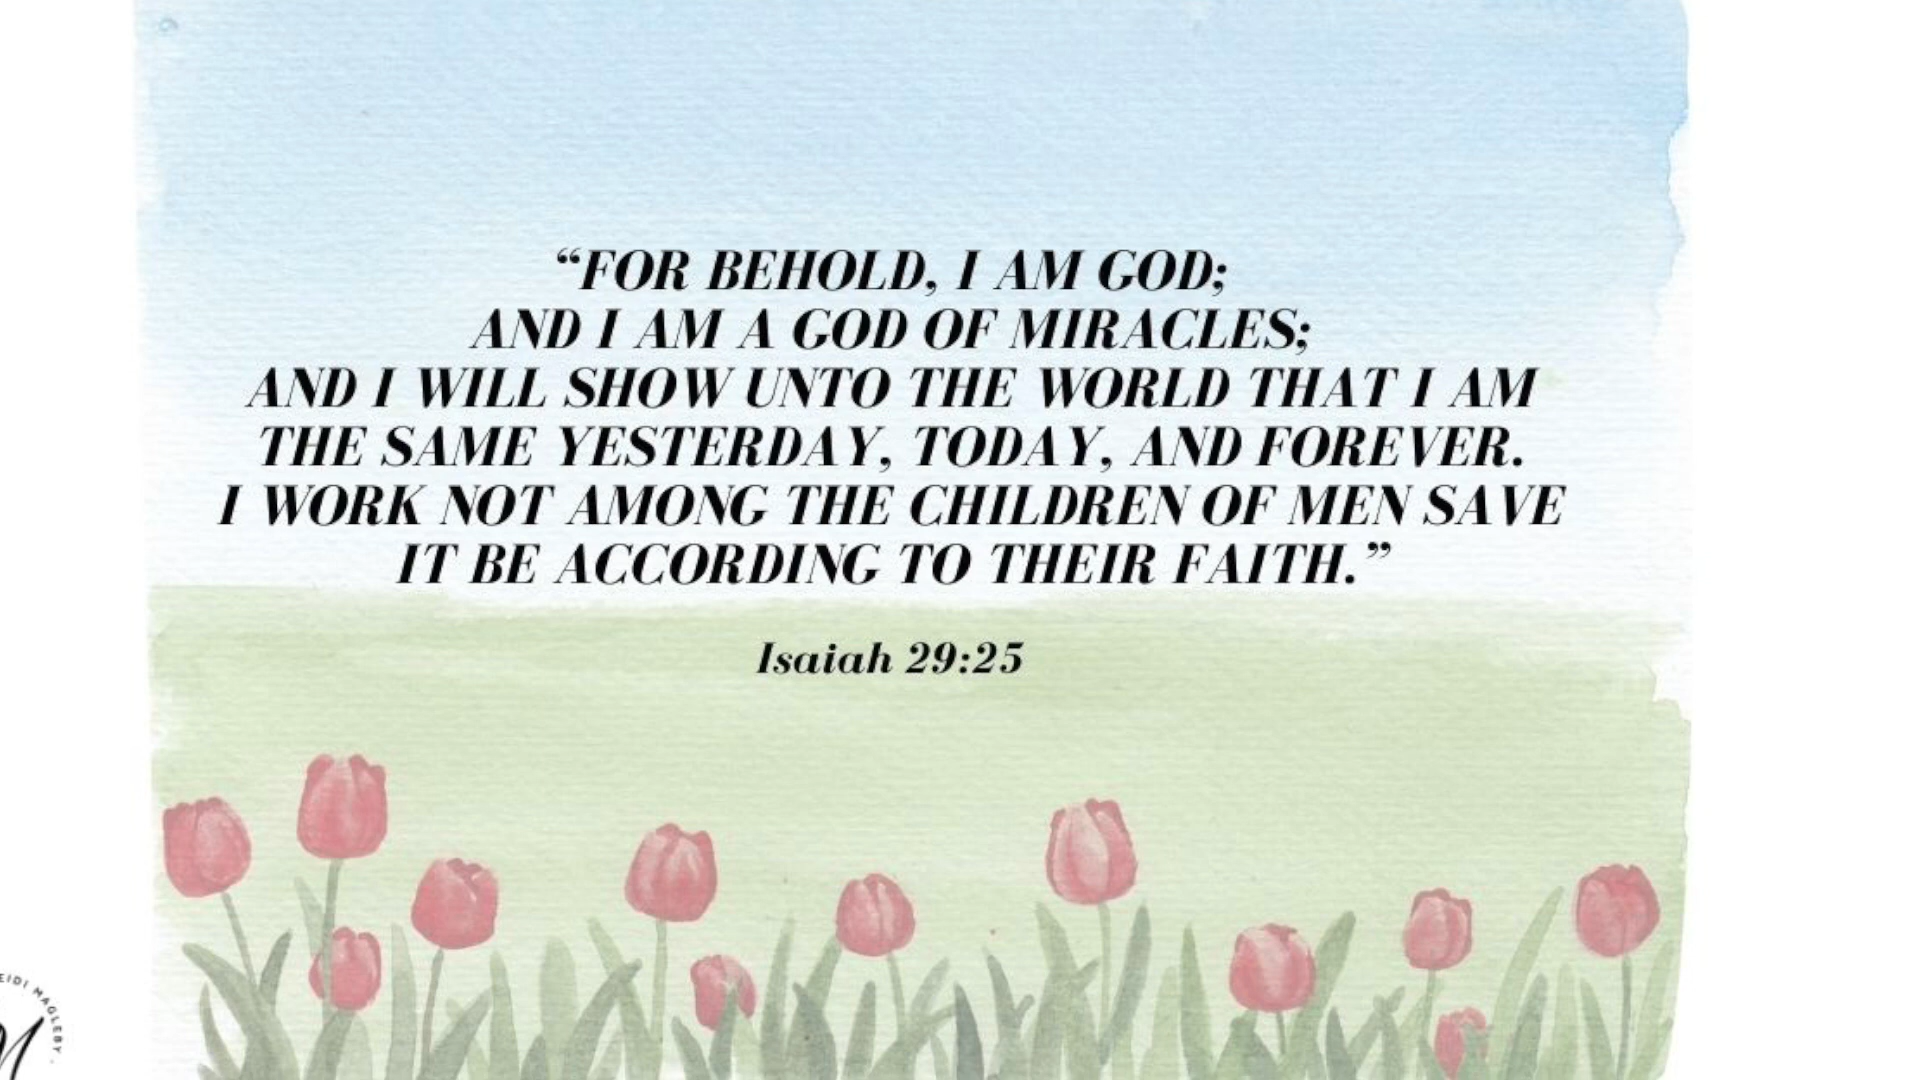 “FOR BEHOLD, I AM GOD;
AND I AM A GOD OF MIRACLES;
AND I WILL SHOW UNTO THE WORLD THAT I AM
THE SAME YESTERDAY, TODAY, AND FOREVER.
I WORK NOT AMONG THE CHILDREN OF MEN SAVE
IT BE ACCORDING TO THEIR FAITH.”
Isaiah 29:25
MAGLEBY